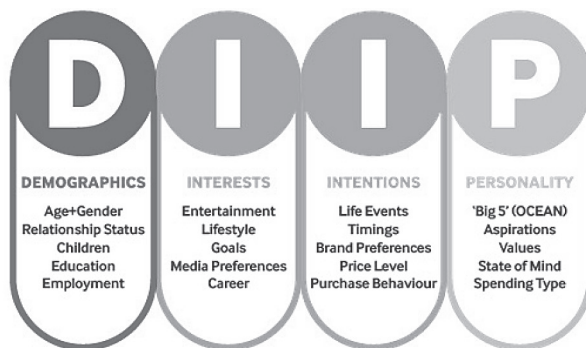 D
I
I
P
DEMOGRAPHICS
Age+Gender
Relationship Status
Children
Education
Employment
INTERESTS
Entertainment
Lifestyle
Goals
Media Preferences
Career
INTENTIONS
Life Events
Timings
Brand Preferences
Price Level
Purchase Behaviour
PERSONALITY
'Big 5' (OCEAN)
Aspirations
Values
State of Mind
Spending Type